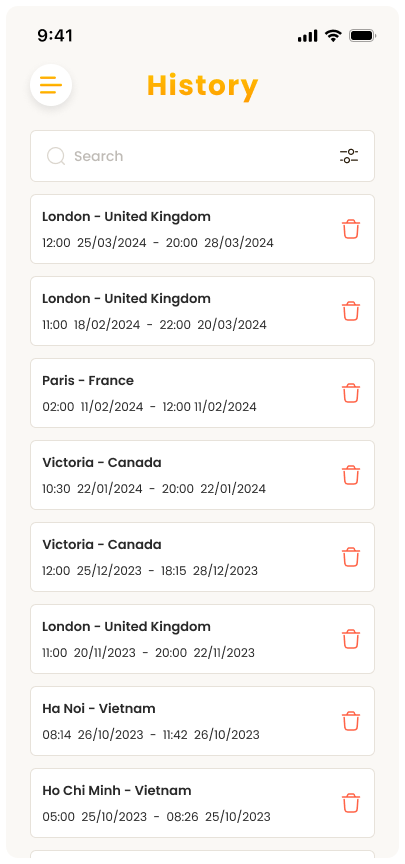 9:41
History
Search
London - United Kingdom
12:00 25/03/2024 - 20:00 28/03/2024
London - United Kingdom
11:00 18/02/2024 - 22:00 20/03/2024
Paris - France
02:00 11/02/2024 - 12:00 11/02/2024
Victoria - Canada
10:30 22/01/2024 - 20:00 22/01/2024
Victoria - Canada
12:00 25/12/2023 - 18:15 28/12/2023
London - United Kingdom
11:00 20/11/2023 - 20:00 22/11/2023
Ha Noi - Vietnam
08:14 26/10/2023 - 11:42 26/10/2023
Ho Chi Minh - Vietnam
05:00 25/10/2023 - 08:26 25/10/2023